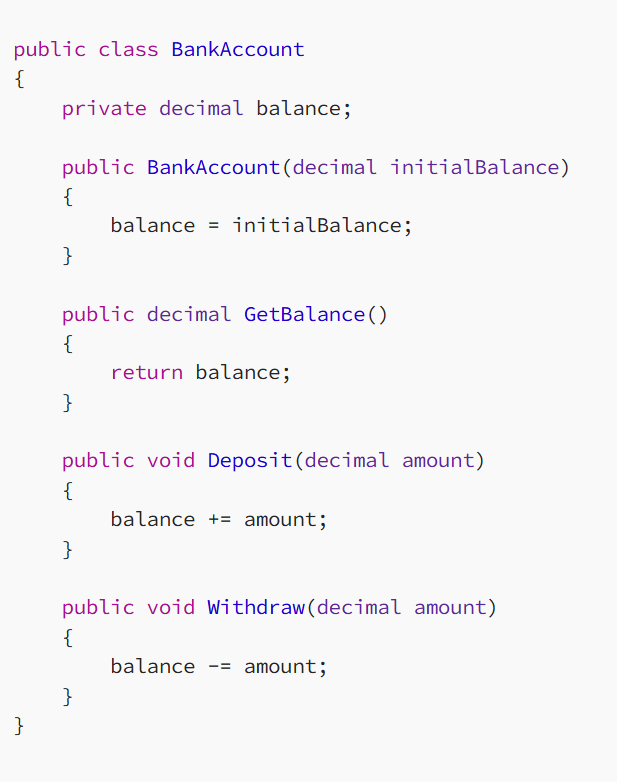 public class BankAccount
{
    private decimal balance;

    public BankAccount(decimal initialBalance)
    {
        balance = initialBalance;
    }

    public decimal GetBalance()
    {
        return balance;
    }

    public void Deposit(decimal amount)
    {
        balance += amount;
    }

    public void Withdraw(decimal amount)
    {
        balance -= amount;
    }
}